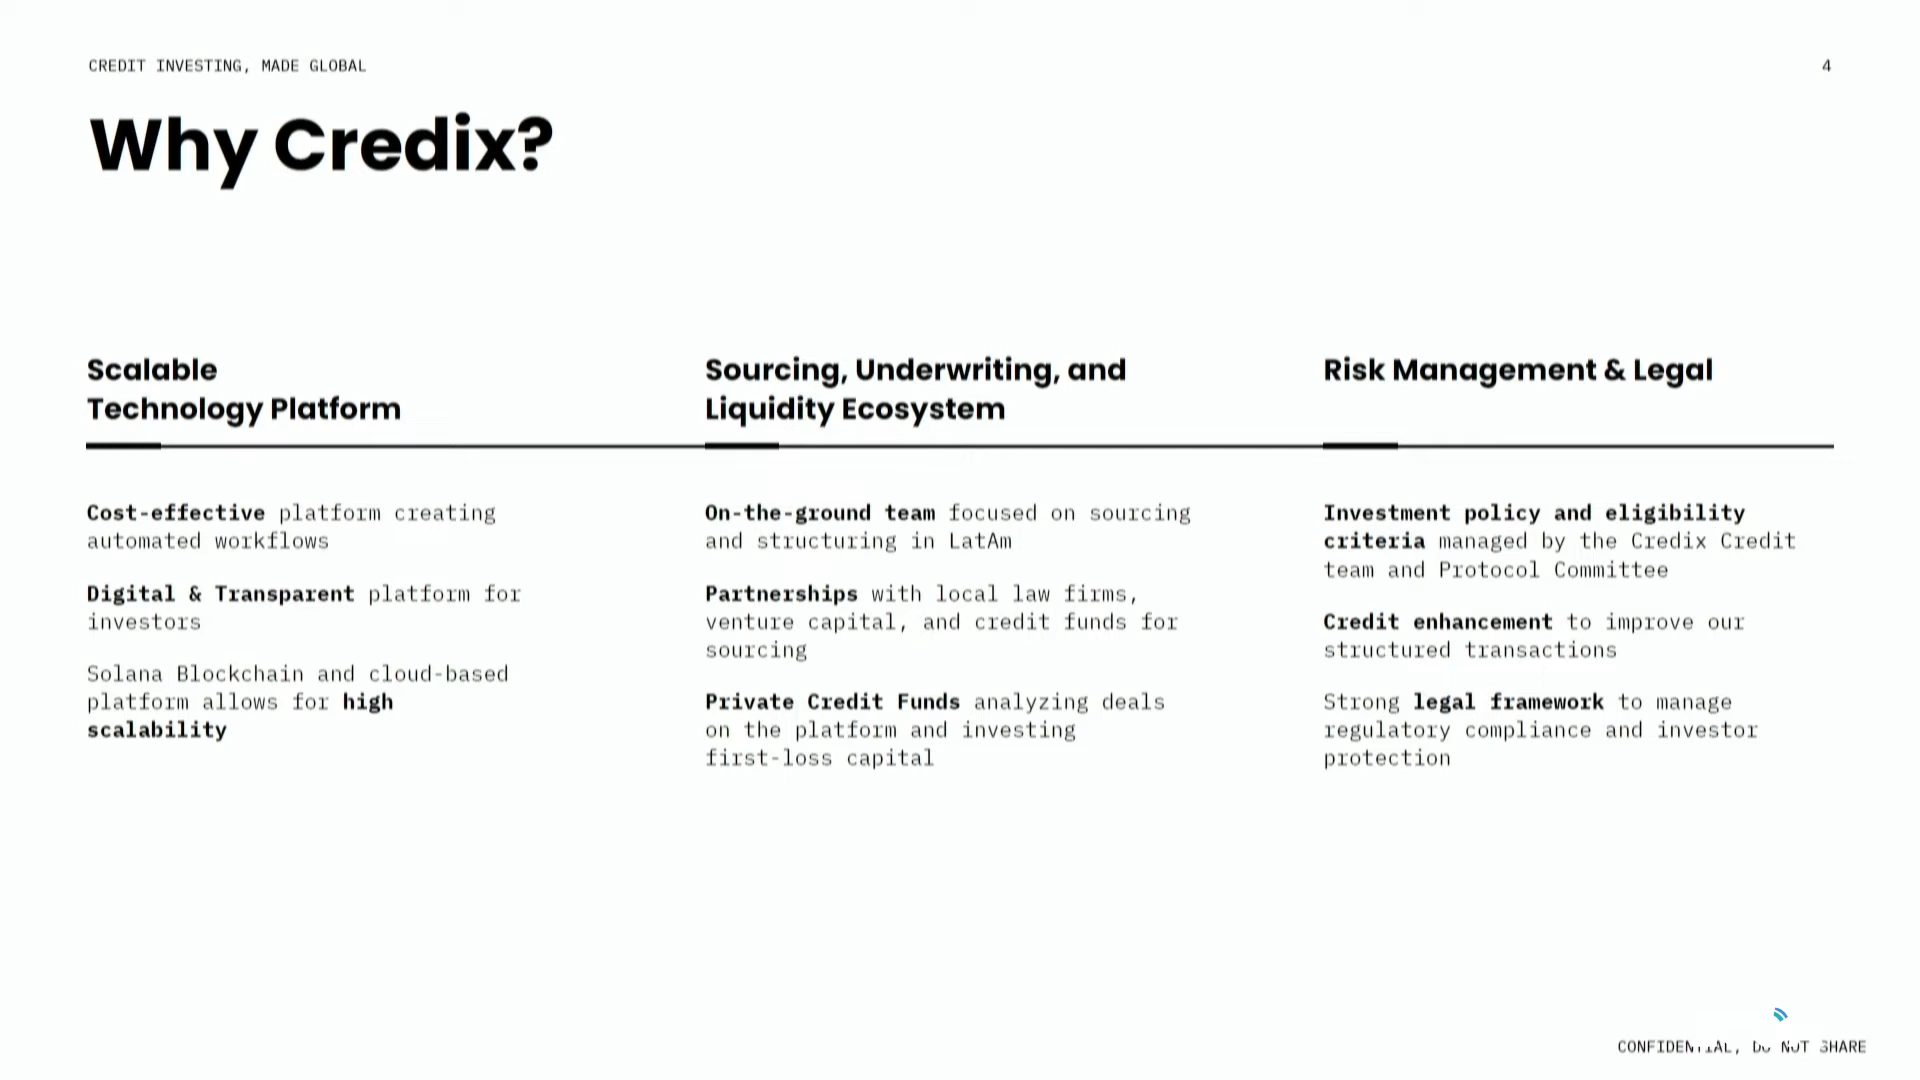 CREDIT INVESTING, MADE GLOBAL
4
Why Credix?
Scalable
Technology Platform
Cost-effective platform creating
automated workflows
Digital & Transparent platform for
investors
Solana Blockchain and cloud-based
platform allows for high
scalability
Sourcing, Underwriting, and
Liquidity Ecosystem
On-the-ground team focused on sourcing
and structuring in LatAm
Partnerships with local law firms,
venture capital, and credit funds for
sourcing
Private Credit Funds analyzing deals
on the platform and investing
first-loss capital
Risk Management & Legal
Investment policy and eligibility
criteria managed by the Credix Credit
team and Protocol Committee
Credit enhancement to improve our
structured transactions
Strong legal framework to manage
regulatory compliance and investor
protection
CONFIDENTIAL, DO NOT SHARE